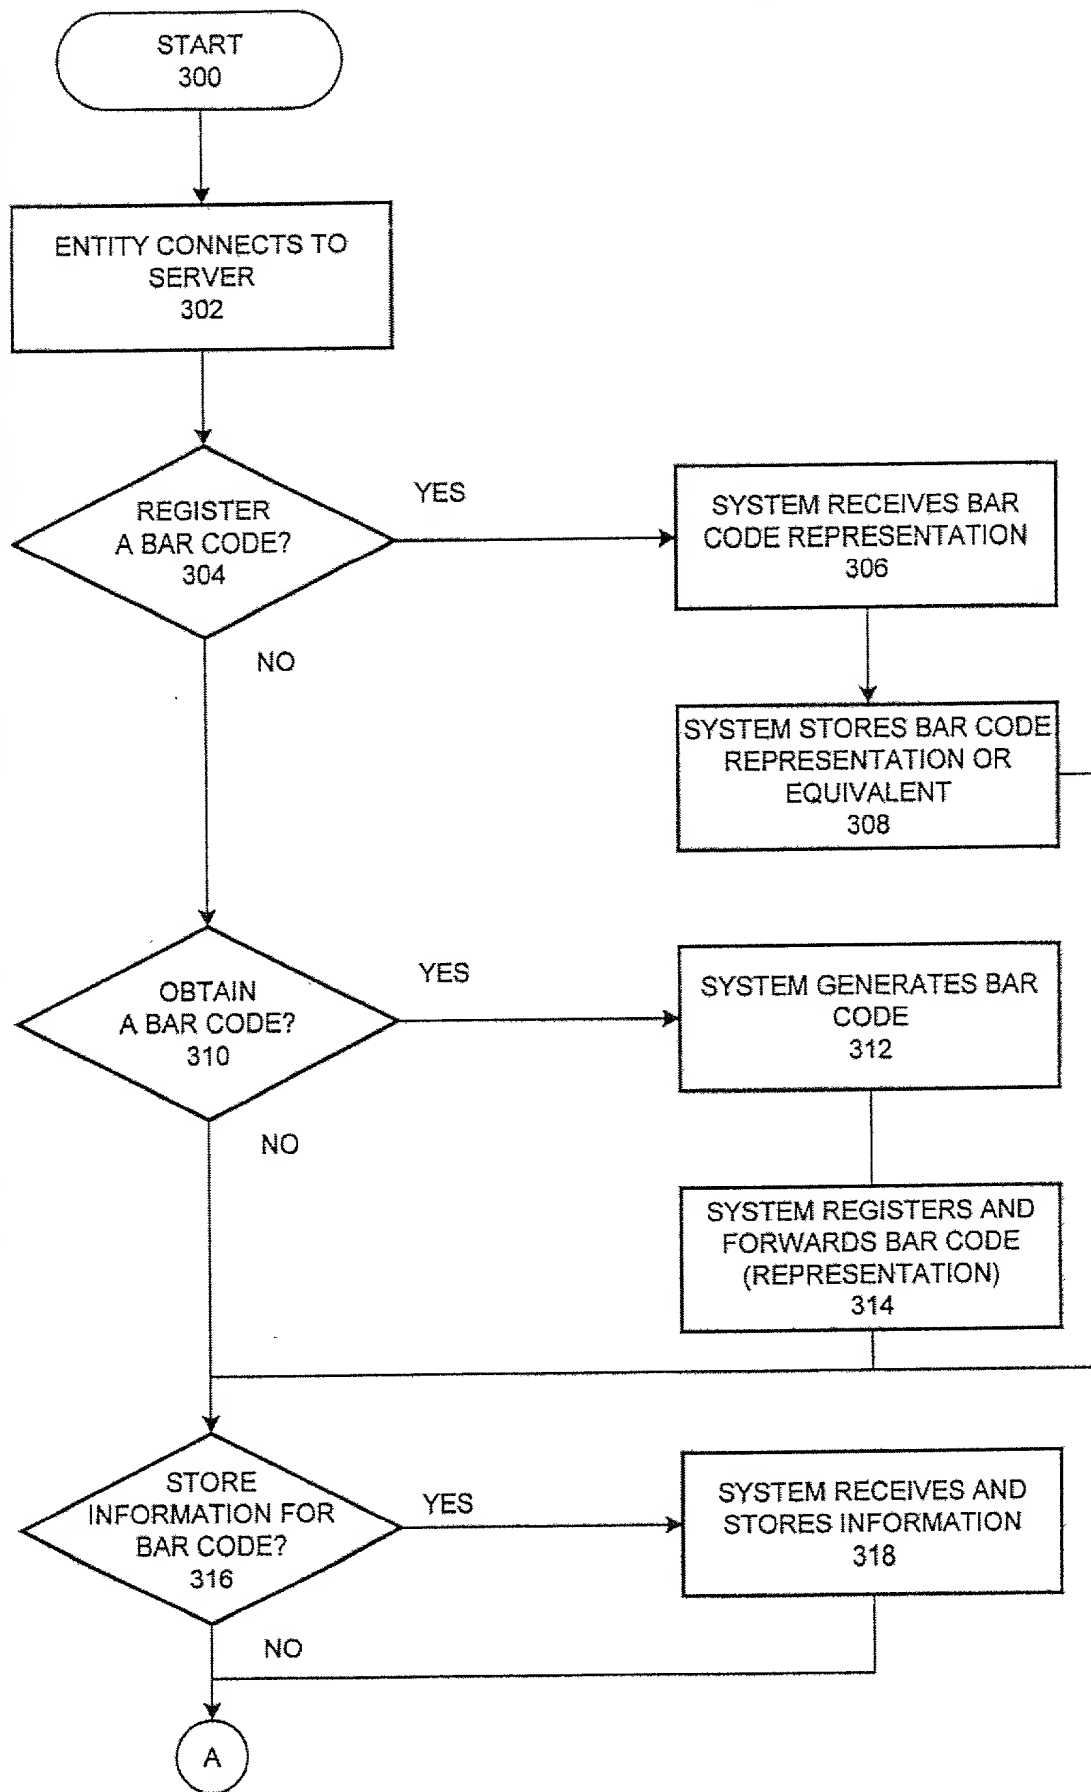 START
300
ENTITY CONNECTS TO
SERVER
302
REGISTER
A BAR CODE?
304
YES
SYSTEM RECEIVES BAR
CODE REPRESENTATION
306
NO
SYSTEM STORES BAR CODE
REPRESENTATION OR
EQUIVALENT
308
OBTAIN
A BAR CODE?
310
YES
SYSTEM GENERATES BAR
CODE
312
NO
SYSTEM REGISTERS AND
FORWARDS BAR CODE
(REPRESENTATION)
314
STORE
INFORMATION FOR
BAR CODE?
316
YES
SYSTEM RECEIVES AND
STORES INFORMATION
318
NO
A